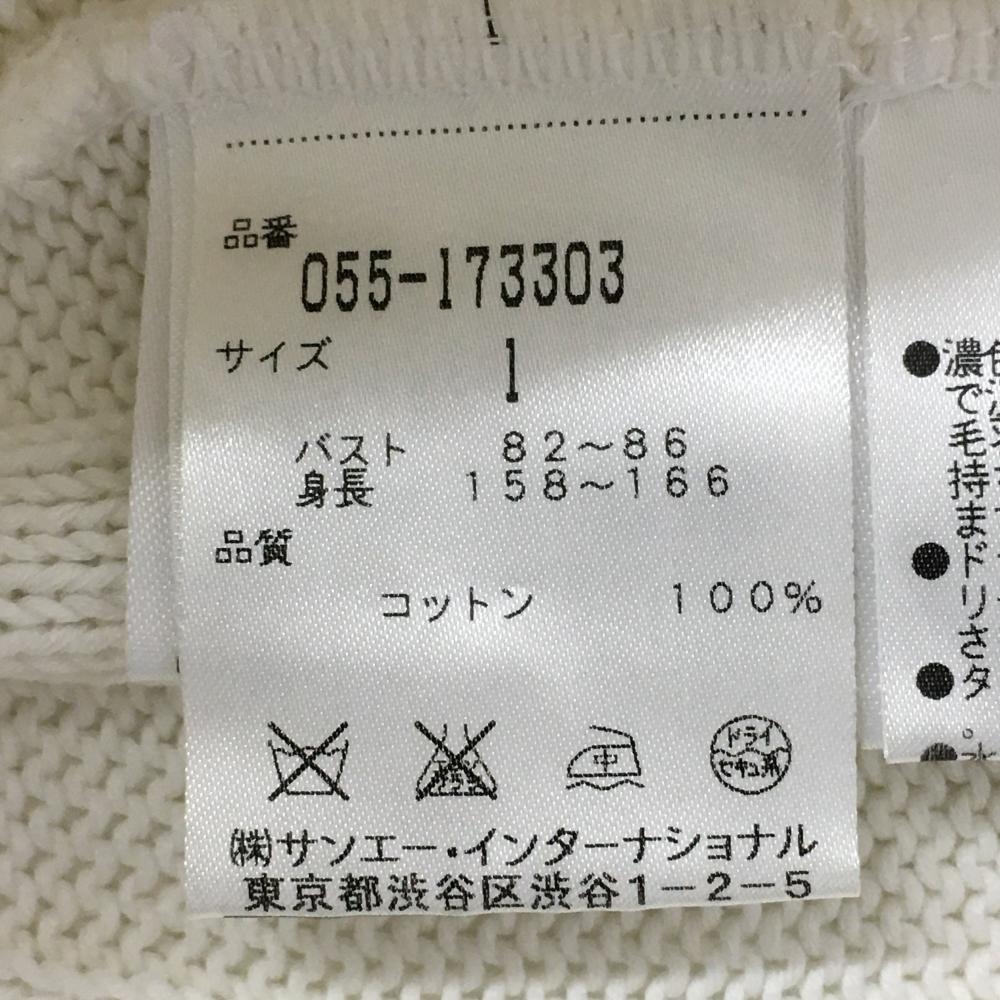 品番
055-173303
サイズ 1
バスト 82～86
身長 158～166
品質
コットン 100%
中
ドライ
セキユ系
㈱サンエー・インターナショナル
東京都渋谷区渋谷1-2-5
●濃色
で
毛
持
ま
●ド
リ
さ
●タ